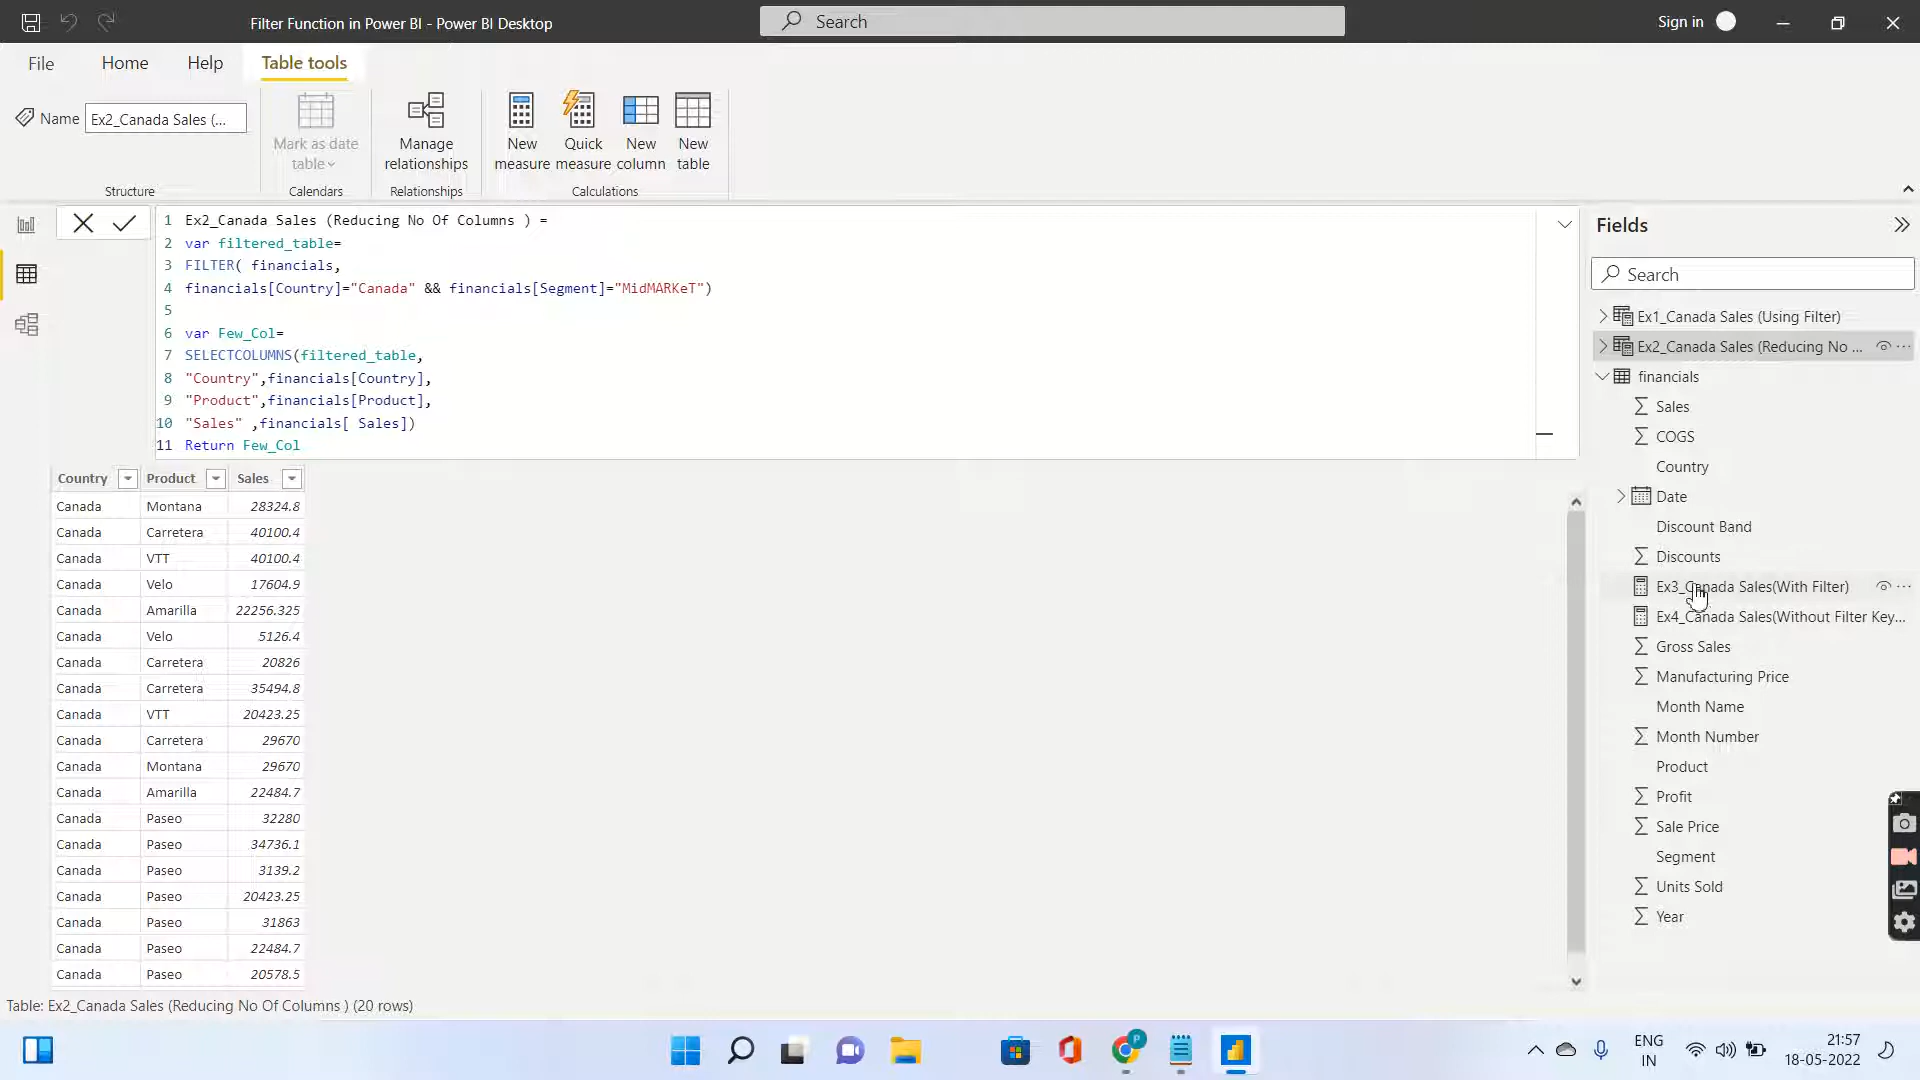 Filter Function in Power BI - Power BI Desktop
Search
Sign in
File
Home
Help
Table tools
Name
Ex2_Canada Sales (...
Mark as date
table
Manage
relationships
New
measure
Quick
measure
New
column
New
table
Structure
Calendars
Relationships
Calculations
1 Ex2_Canada Sales (Reducing No Of Columns ) =
2 var filtered_table=
3 FILTER( financials,
4 financials[Country]="Canada" && financials[Segment]="MidMARKeT")
5
6 var Few_Col=
7 SELECTCOLUMNS(filtered_table,
8 "Country",financials[Country],
9 "Product",financials[Product],
10 "Sales" ,financials[ Sales])
11 Return Few_Col
Country Product Sales
Canada Montana 28324.8
Canada Carretera 40100.4
Canada VTT 40100.4
Canada Velo 17604.9
Canada Amarilla 22256.325
Canada Velo 5126.4
Canada Carretera 20826
Canada Carretera 35494.8
Canada VTT 20423.25
Canada Carretera 29670
Canada Montana 29670
Canada Amarilla 22484.7
Canada Paseo 32280
Canada Paseo 34736.1
Canada Paseo 3139.2
Canada Paseo 20423.25
Canada Paseo 31863
Canada Paseo 22484.7
Canada Paseo 20578.5
Table: Ex2_Canada Sales (Reducing No Of Columns ) (20 rows)
Fields
Search
Ex1_Canada Sales (Using Filter)
Ex2_Canada Sales (Reducing No ...
financials
Sales
COGS
Country
Date
Discount Band
Discounts
Ex3_Canada Sales(With Filter)
Ex4_Canada Sales(Without Filter Key...
Gross Sales
Manufacturing Price
Month Name
Month Number
Product
Profit
Sale Price
Segment
Units Sold
Year
P
ENG
IN
21:57
18-05-2022